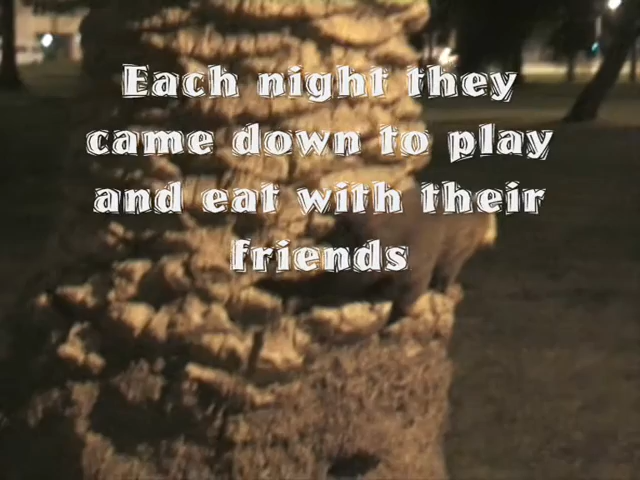 Each night they
came down to play
and eat with their
friends